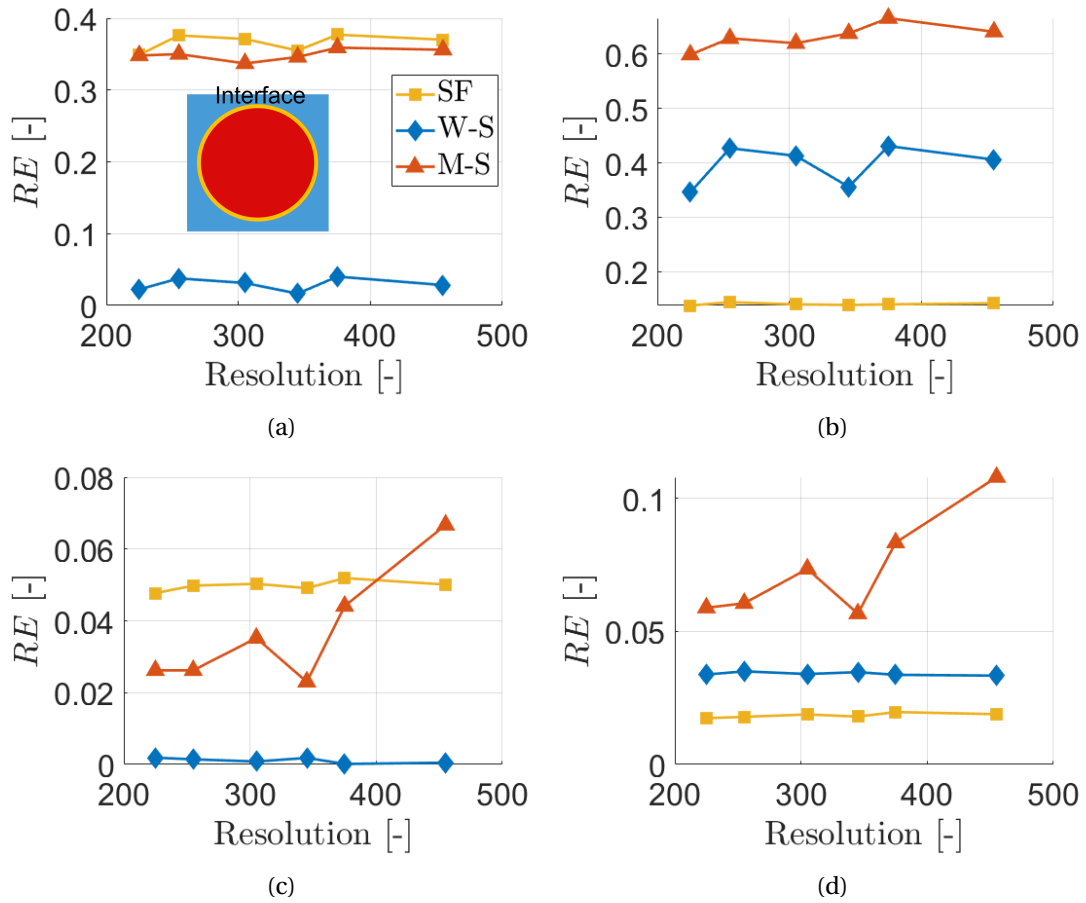 0.4
0.3
0.2
0.1
0
RE [-]
Interface
SF
W-S
M-S
200
300
400
500
Resolution [-]
(a)
0.6
0.5
0.4
0.3
0.2
RE [-]
200
300
400
500
Resolution [-]
(b)
0.08
0.06
0.04
0.02
0
RE [-]
200
300
400
500
Resolution [-]
(c)
0.1
0.05
0
RE [-]
200
300
400
500
Resolution [-]
(d)